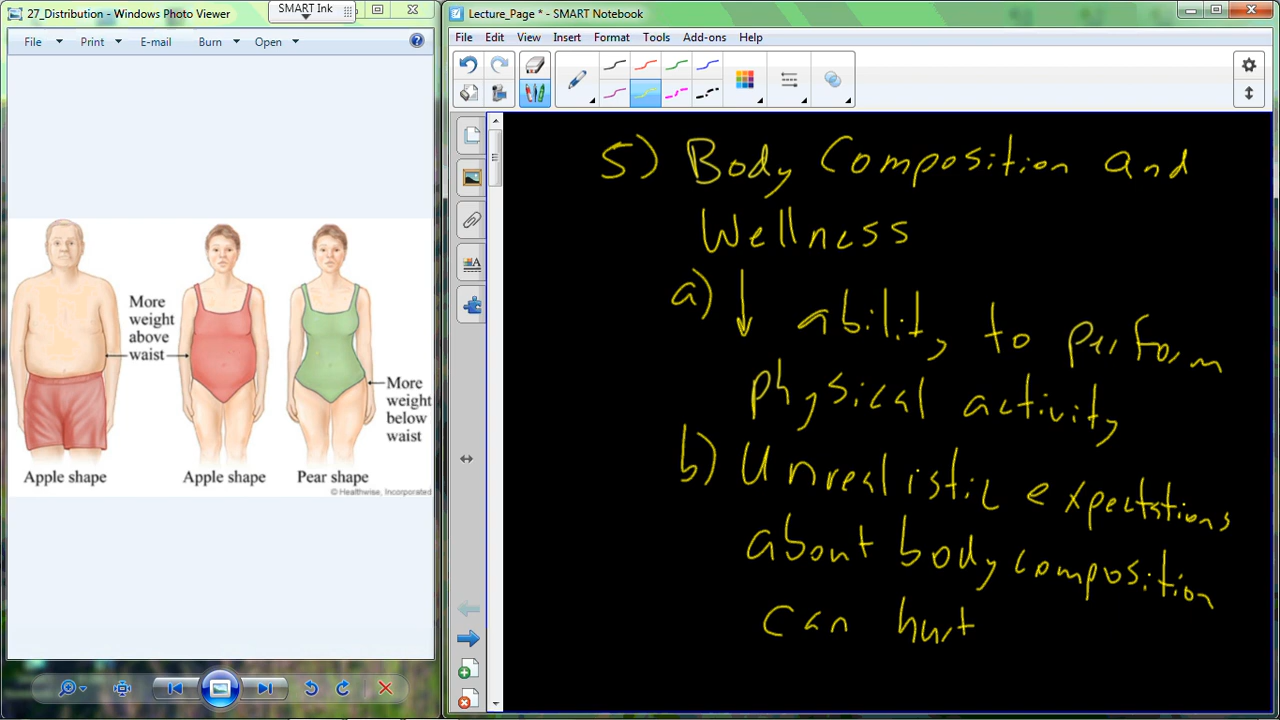 27_Distribution - Windows Photo Viewer
SMART Ink
File Print E-mail Burn Open
More
weight
above
waist
More
weight
below
waist
Apple shape
Apple shape
Pear shape
© Healthwise, Incorporated
Lecture_Page * - SMART Notebook
File Edit View Insert Format Tools Add-ons Help
5) Body Composition and
Wellness
a) ↓ ability to perform
physical activity
b) Unrealistic expectations
about body composition
can hurt